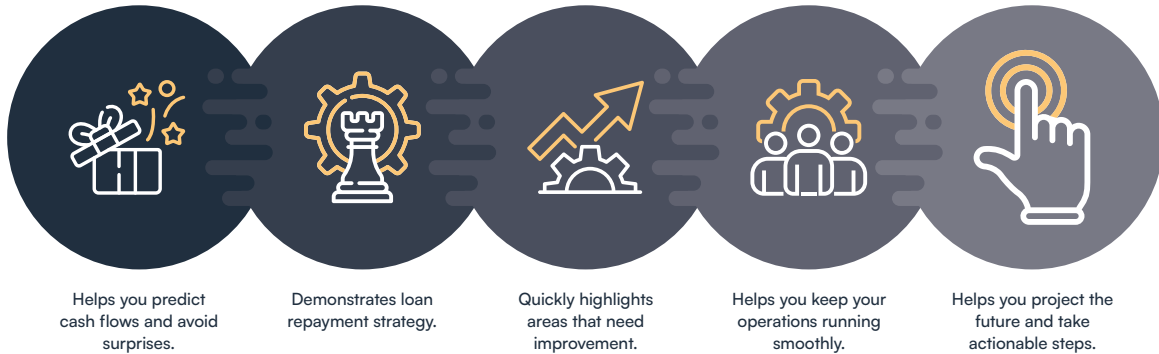 Helps you predict
cash flows and avoid
surprises.
Demonstrates loan
repayment strategy.
Quickly highlights
areas that need
improvement.
Helps you keep your
operations running
smoothly.
Helps you project the
future and take
actionable steps.